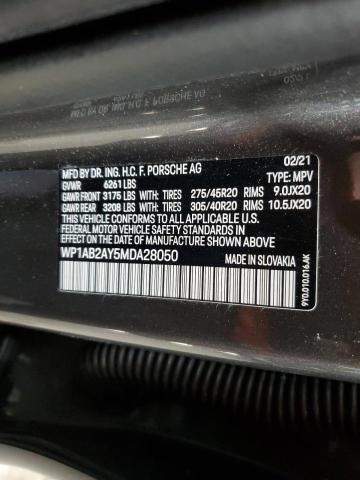 MFD BY DR. ING. H.C. F. PORSCHE AG 02/21
GVWR 6261 LBS TYPE: MPV
GAWR FRONT 3175 LBS WITH: TIRES 275/45R20 RIMS 9.0JX20
GAWR REAR 3208 LBS WITH: TIRES 305/40R20 RIMS 10.5JX20
THIS VEHICLE CONFORMS TO ALL APPLICABLE U.S.
FEDERAL MOTOR VEHICLE SAFETY AND THEFT PREVENTION
STANDARDS IN EFFECT ON THE DATE OF MANUFACTURE SHOWN ABOVE.
WP1AB2AY5MDA28050 MADE IN SLOVAKIA
9Y0.010.016.AK